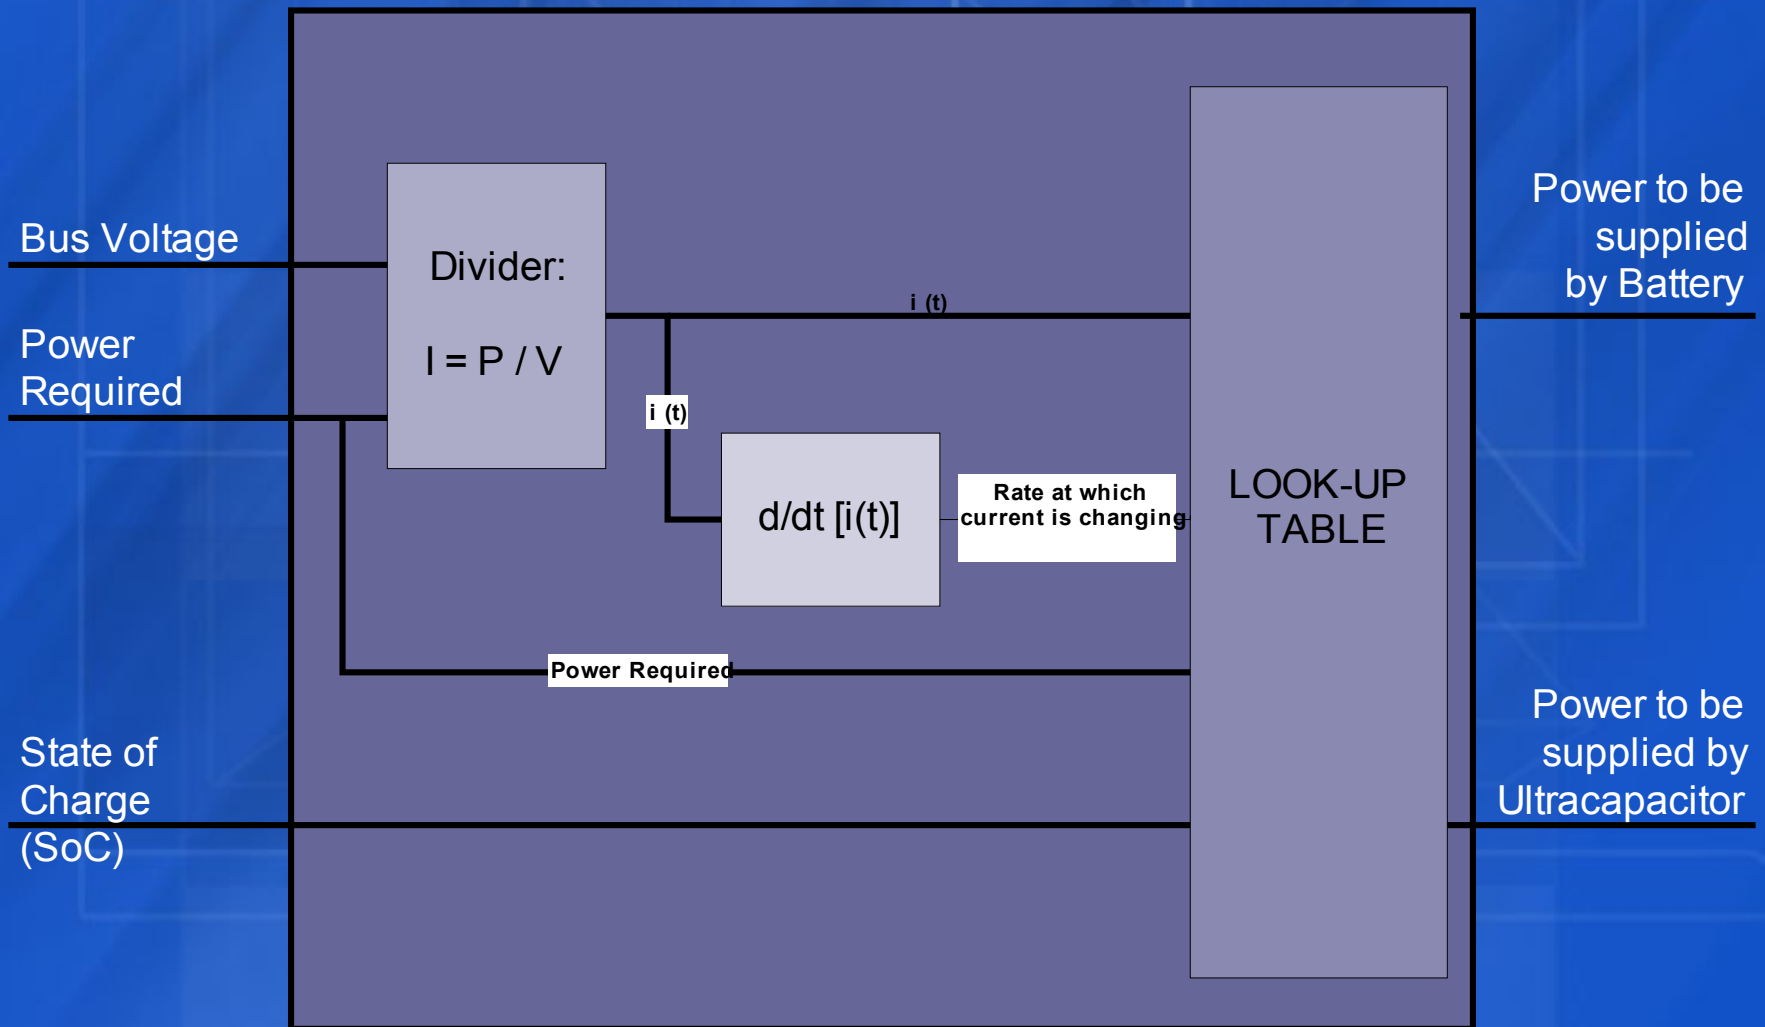 Bus Voltage
Power
Required
State of
Charge
(SoC)
Divider:
I = P / V
i (t)
i (t)
d/dt [i(t)]
Rate at which
current is changing
Power Required
LOOK-UP
TABLE
Power to be
supplied
by Battery
Power to be
supplied by
Ultracapacitor